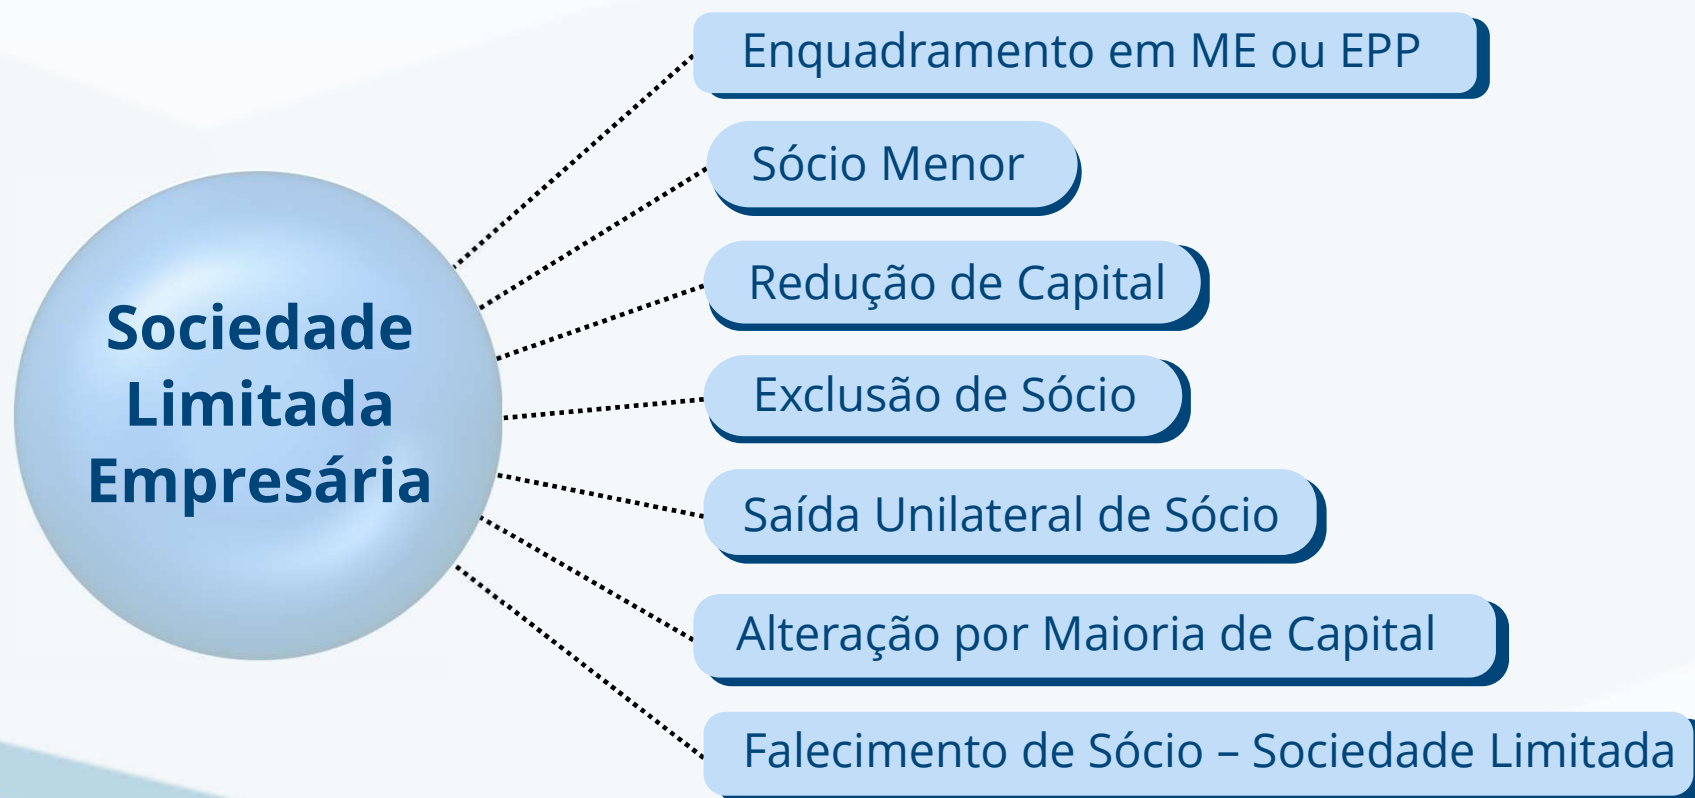 Sociedade
Limitada
Empresária
Enquadramento em ME ou EPP
Sócio Menor
Redução de Capital
Exclusão de Sócio
Saída Unilateral de Sócio
Alteração por Maioria de Capital
Falecimento de Sócio – Sociedade Limitada